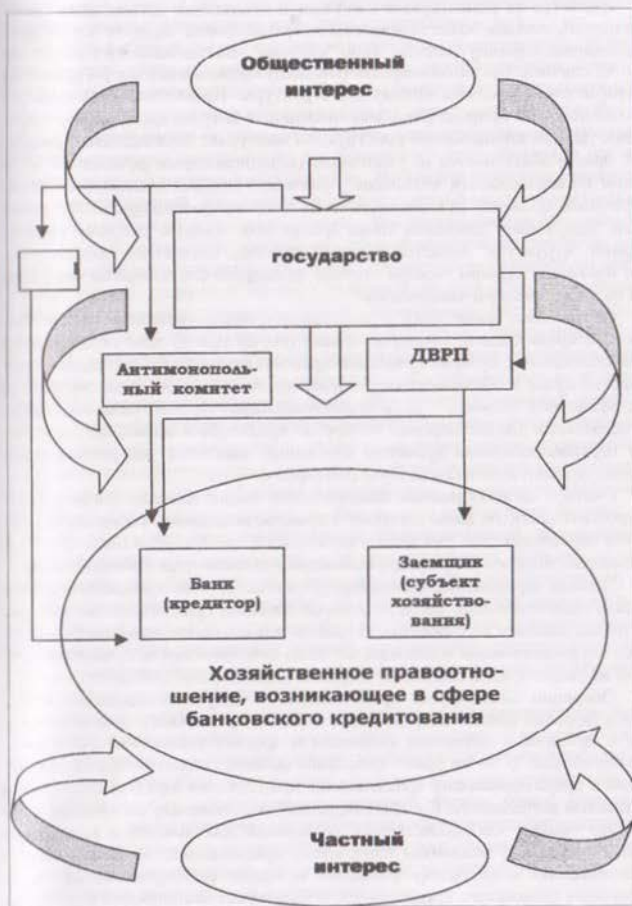 Общественный
интерес
государство
Антимонополь-
ный комитет
ДВРП
Банк
(кредитор)
Заемщик
(субъект
хозяйство-
вания)
Хозяйственное правоотно-
шение, возникающее в сфере
банковского кредитования
Частный
интерес